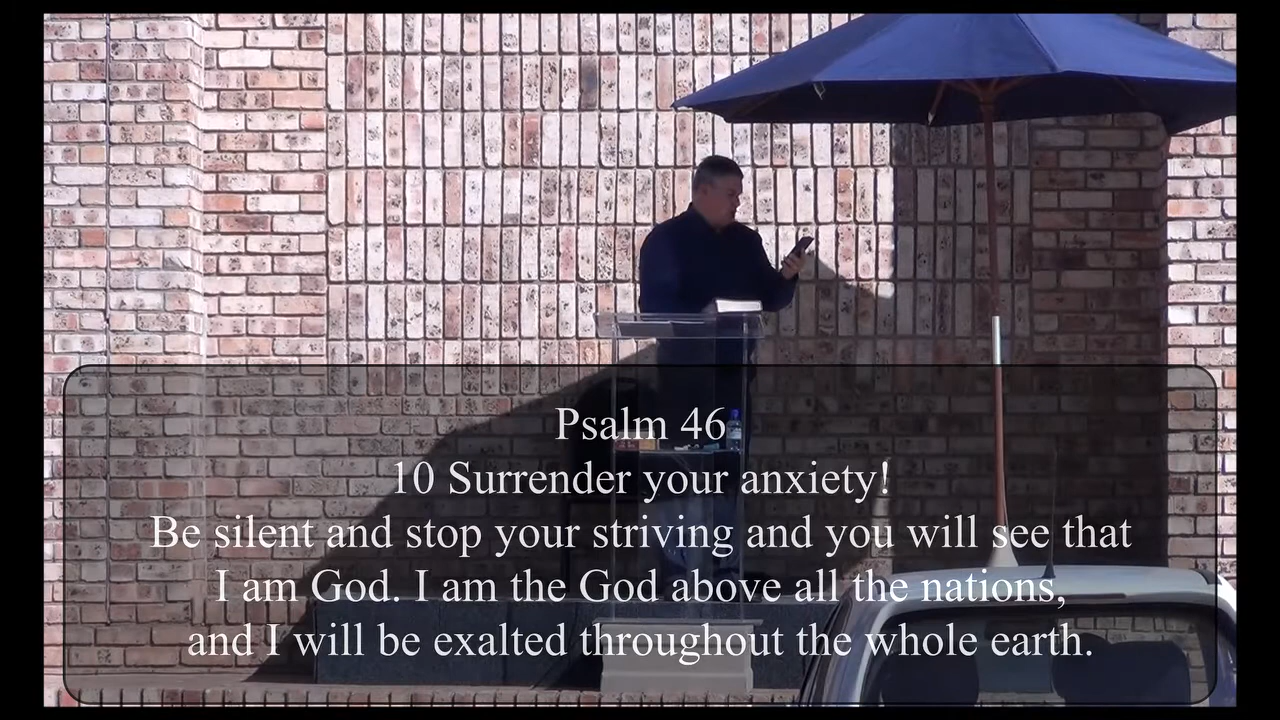 Psalm 46
10 Surrender your anxiety!
Be silent and stop your striving and you will see that
I am God. I am the God above all the nations,
and I will be exalted throughout the whole earth.